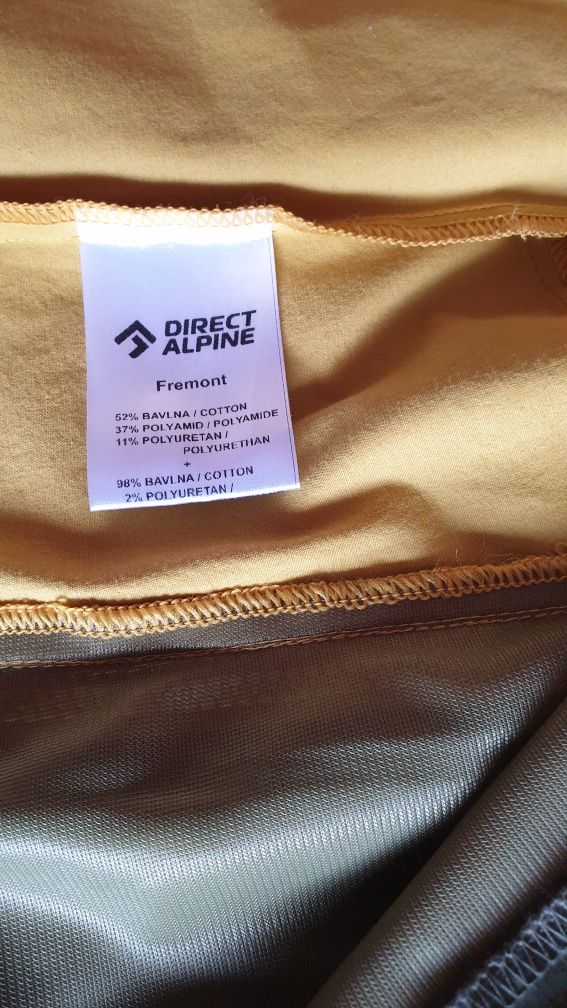 DIRECT
ALPINE
Fremont
52% BAVLNA / COTTON
37% POLYAMID / POLYAMIDE
11% POLYURETAN /
POLYURETHAN
+
98% BAVLNA / COTTON
2% POLYURETAN /